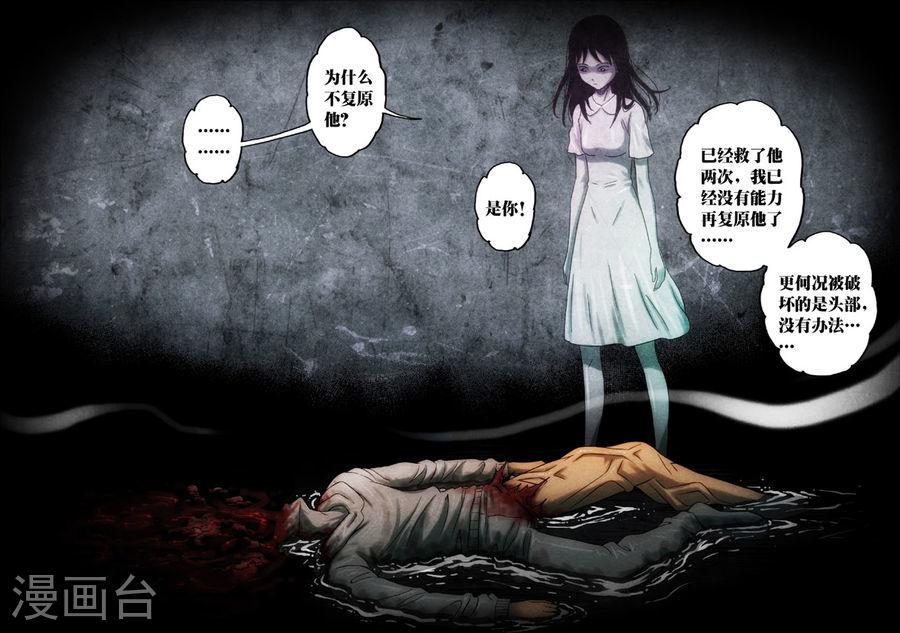 为什么
不复原
他？
……
……
是你！
已经救了他
两次，我已
经没有能力
再复原他了
……
更何况被破
坏的是头部，
没有办法…
…
漫画台